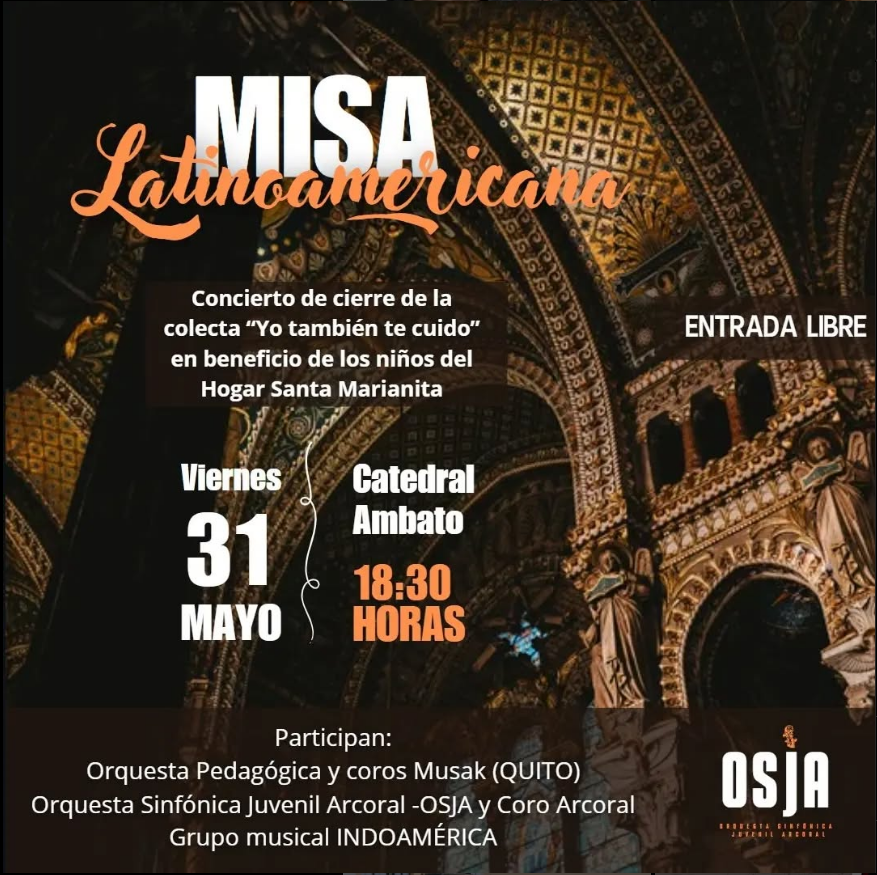 MISA
Latinoamericana
Concierto de cierre de la
colecta “Yo también te cuido”
en beneficio de los niños del
Hogar Santa Marianita
ENTRADA LIBRE
Viernes
31
MAYO
Catedral
Ambato
18:30
HORAS
Participan:
Orquesta Pedagógica y coros Musak (QUITO)
Orquesta Sinfónica Juvenil Arcoral -OSJA y Coro Arcoral
Grupo musical INDOAMÉRICA
OSJA
ORQUESTA SINFÓNICA
JUVENIL ARCORAL